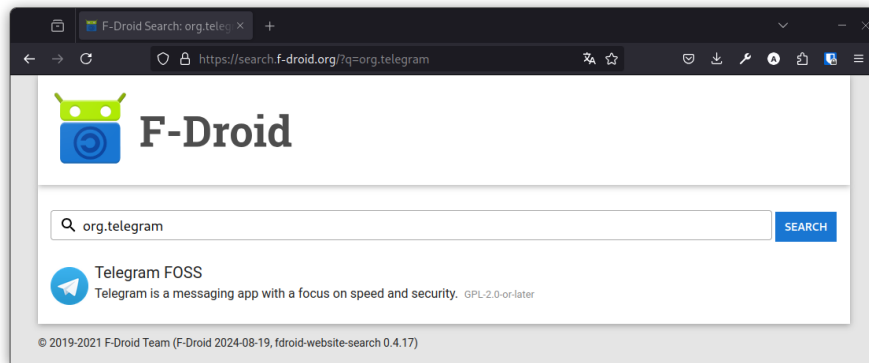 F-Droid Search: org.teleg
https://search.f-droid.org/?q=org.telegram
F-Droid
org.telegram
SEARCH
Telegram FOSS
Telegram is a messaging app with a focus on speed and security. GPL-2.0-or-later
© 2019-2021 F-Droid Team (F-Droid 2024-08-19, fdroid-website-search 0.4.17)